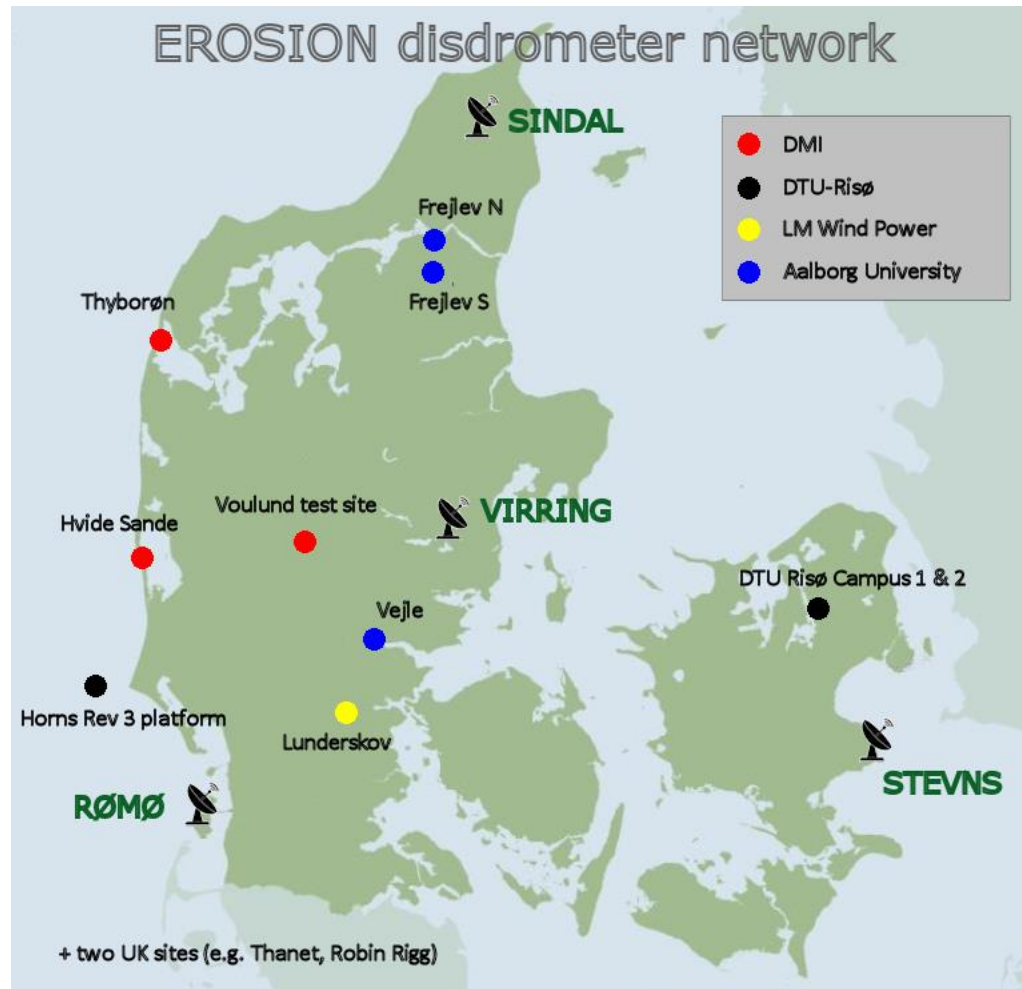 EROSION disdrometer network
SINDAL
DMI
DTU-Risø
LM Wind Power
Aalborg University
Frejlev N
Frejlev S
Thyborøn
Voulund test site
VIRRING
Hvide Sande
DTU Risø Campus 1 & 2
Vejle
Horns Rev 3 platform
Lunderskov
RØMØ
STEVNS
+ two UK sites (e.g. Thanet, Robin Rigg)